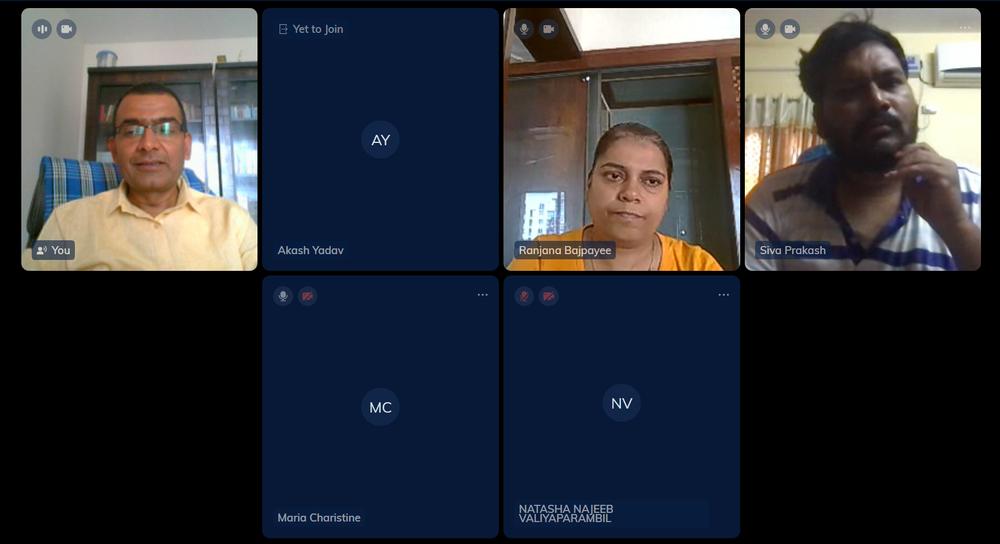 Yet to Join
AY
You
Akash Yadav
Ranjana Bajpayee
Siva Prakash
MC
NV
Maria Charistine
NATASHA NAJEEB
VALIYAPARAMBIL